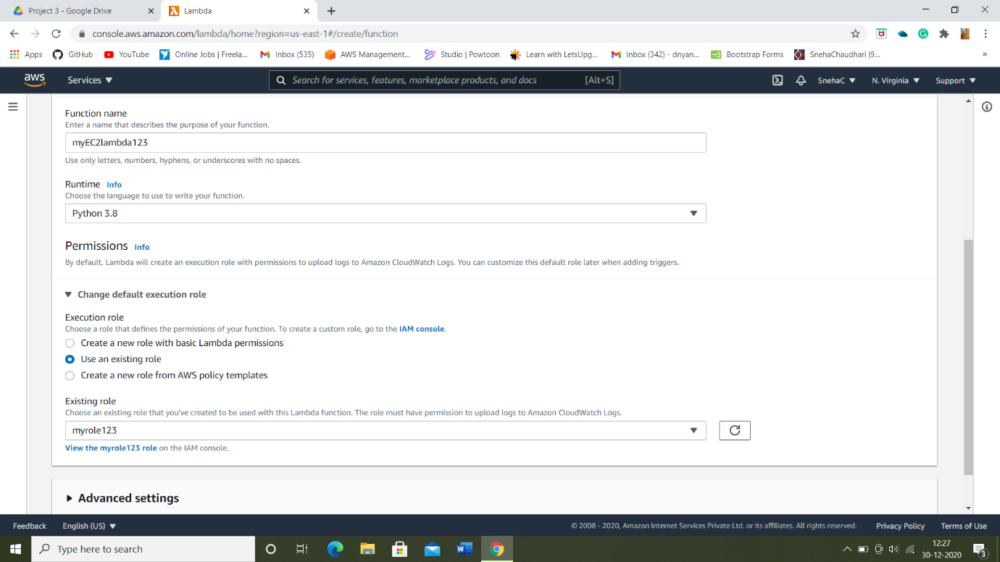 Project 3 - Google Drive
Lambda
console.aws.amazon.com/lambda/home?region=us-east-1#/create/function
Apps
GitHub
YouTube
Online Jobs | Freela...
Inbox (535)
AWS Management...
Studio | Powtoon
Learn with LetsUpg...
Inbox (342) - dnyan...
Bootstrap Forms
SnehaChaudhari |9...
»
aws
Services
Search for services, features, marketplace products, and docs
[Alt+S]
SnehaC
N. Virginia
Support
Function name
Enter a name that describes the purpose of your function.
myEC2lambda123
Use only letters, numbers, hyphens, or underscores with no spaces.
Runtime Info
Choose the language to use to write your function.
Python 3.8
Permissions Info
By default, Lambda will create an execution role with permissions to upload logs to Amazon CloudWatch Logs. You can customize this default role later when adding triggers.
Change default execution role
Execution role
Choose a role that defines the permissions of your function. To create a custom role, go to the IAM console.
Create a new role with basic Lambda permissions
Use an existing role
Create a new role from AWS policy templates
Existing role
Choose an existing role that you've created to be used with this Lambda function. The role must have permission to upload logs to Amazon CloudWatch Logs.
myrole123
View the myrole123 role on the IAM console.
Advanced settings
Feedback
English (US)
© 2008 - 2020, Amazon Internet Services Private Ltd. or its affiliates. All rights reserved.
Privacy Policy
Terms of Use
Type here to search
12:27
30-12-2020
3